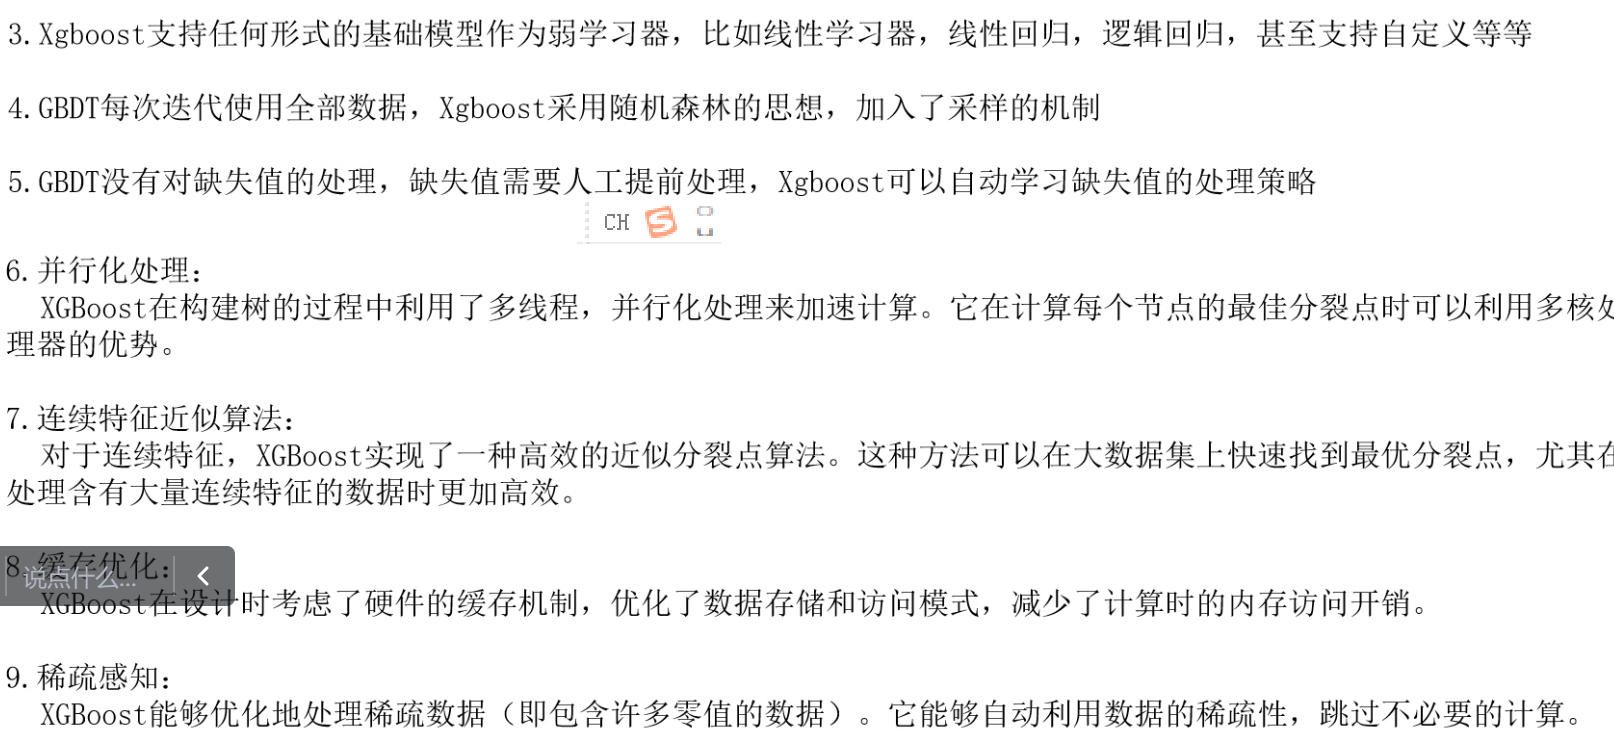 3.Xgboost支持任何形式的基础模型作为弱学习器，比如线性学习器，线性回归，逻辑回归，甚至支持自定义等等
4.GBDT每次迭代使用全部数据，Xgboost采用随机森林的思想，加入了采样的机制
5.GBDT没有对缺失值的处理，缺失值需要人工提前处理，Xgboost可以自动学习缺失值的处理策略
CH S
6.并行化处理：
XGBoost在构建树的过程中利用了多线程，并行化处理来加速计算。它在计算每个节点的最佳分裂点时可以利用多核处
理器的优势。
7.连续特征近似算法：
对于连续特征，XGBoost实现了一种高效的近似分裂点算法。这种方法可以在大数据集上快速找到最优分裂点，尤其在
处理含有大量连续特征的数据时更加高效。
8.缓存优化：
说点什么...
XGBoost在设计时考虑了硬件的缓存机制，优化了数据存储和访问模式，减少了计算时的内存访问开销。
9.稀疏感知：
XGBoost能够优化地处理稀疏数据（即包含许多零值的数据）。它能够自动利用数据的稀疏性，跳过不必要的计算。